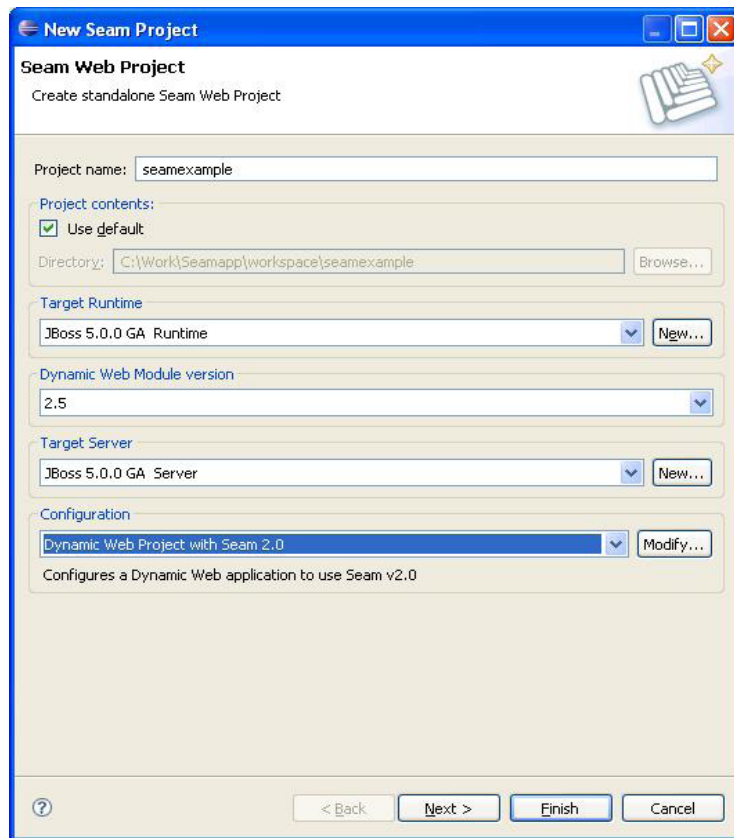 New Seam Project
Seam Web Project
Create standalone Seam Web Project
Project name: seamexample
Project contents:
Use default
Directory: C:\Work\Seamapp\workspace\seamexample Browse...
Target Runtime
JBoss 5.0.0 GA Runtime New...
Dynamic Web Module version
2.5
Target Server
JBoss 5.0.0 GA Server New...
Configuration
Dynamic Web Project with Seam 2.0 Modify...
Configures a Dynamic Web application to use Seam v2.0
? < Back Next > Finish Cancel